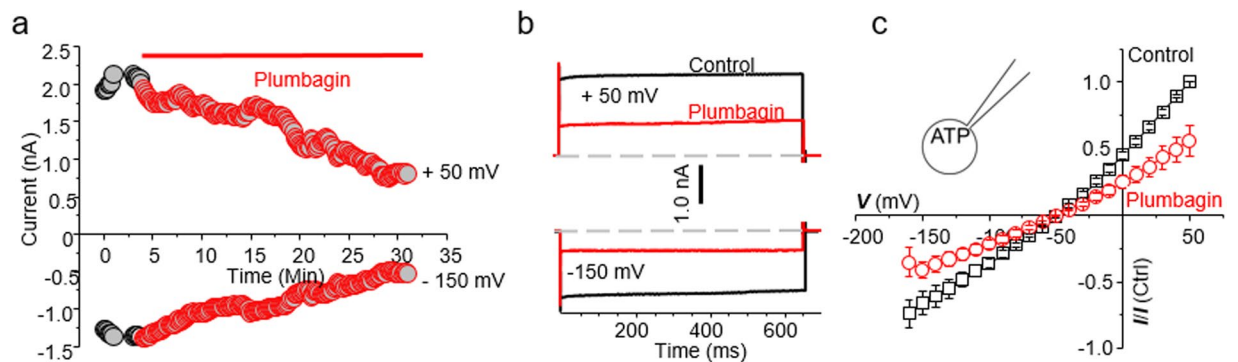 a
2.5
2.0
1.5
1.0
0.5
0
-0.5
-1.0
-1.5
Current (nA)
Plumbagin
+ 50 mV
0 5 10 15 20 25 30 35
Time (Min)
- 150 mV
b
Control
+ 50 mV
Plumbagin
1.0 nA
-150 mV
200 400 600
Time (ms)
c
Control
ATP
1.0
0.5
Plumbagin
V (mV)
-200 -150 -100 -50 50
-0.5
-1.0
I/I (Ctrl)